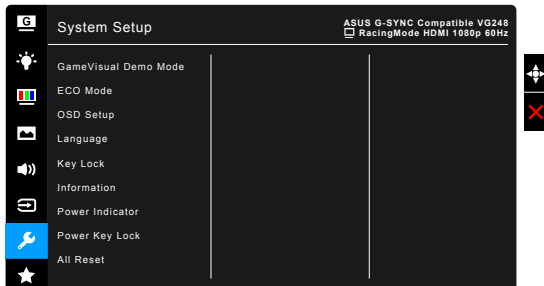 G
System Setup
ASUS G-SYNC Compatible VG248
RacingMode HDMI 1080p 60Hz
GameVisual Demo Mode
ECO Mode
OSD Setup
Language
Key Lock
Information
Power Indicator
Power Key Lock
All Reset